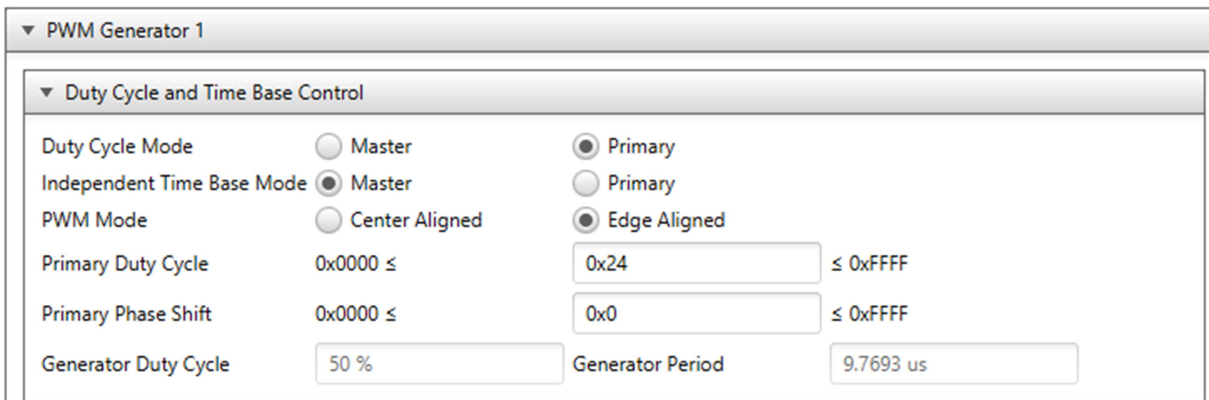 PWM Generator 1
Duty Cycle and Time Base Control
Duty Cycle Mode Master Primary
Independent Time Base Mode Master Primary
PWM Mode Center Aligned Edge Aligned
Primary Duty Cycle 0x0000 ≤ 0x24 ≤ 0xFFFF
Primary Phase Shift 0x0000 ≤ 0x0 ≤ 0xFFFF
Generator Duty Cycle 50 % Generator Period 9.7693 us